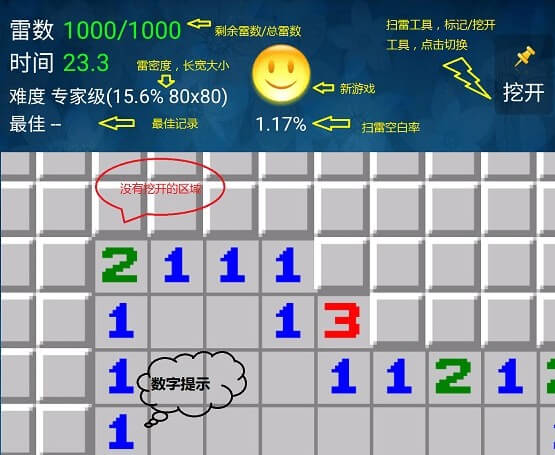 雷数 1000/1000 剩余雷数/总雷数
扫雷工具，标记/挖开
工具，点击切换
时间 23.3
雷密度，长宽大小
难度 专家级(15.6% 80x80)
新游戏
挖开
最佳 -- 最佳记录
1.17% 扫雷空白率
没有挖开的区域
2 1 1 1
1 1 3
1 数字提示 1 1 2 1 2
1